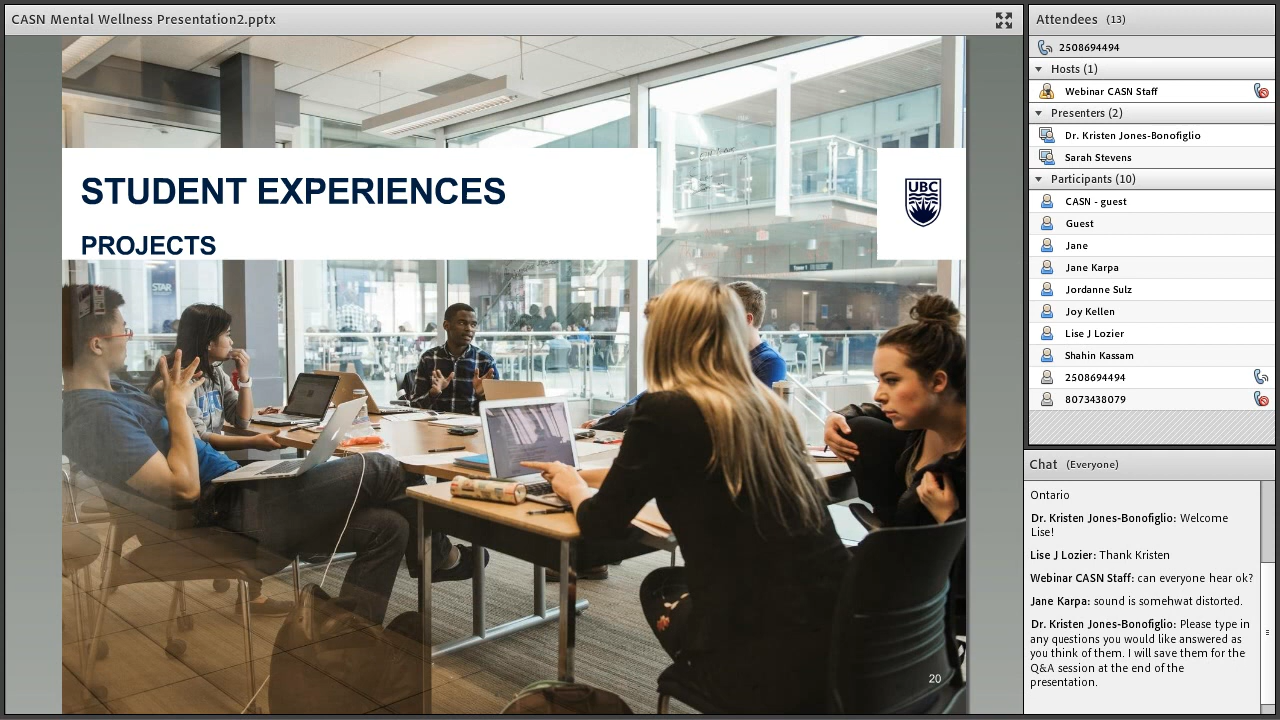 CASN Mental Wellness Presentation2.pptx
STUDENT EXPERIENCES
PROJECTS
UBC
STAR
20
Attendees (13)
2508694494
Hosts (1)
Webinar CASN Staff
Presenters (2)
Dr. Kristen Jones-Bonofiglio
Sarah Stevens
Participants (10)
CASN - guest
Guest
Jane
Jane Karpa
Jordanne Sulz
Joy Kellen
Lise J Lozier
Shahin Kassam
2508694494
8073438079
Chat (Everyone)
Ontario
Dr. Kristen Jones-Bonofiglio: Welcome
Lise!
Lise J Lozier: Thank Kristen
Webinar CASN Staff: can everyone hear ok?
Jane Karpa: sound is somehwat distorted.
Dr. Kristen Jones-Bonofiglio: Please type in
any questions you would like answered as
you think of them. I will save them for the
Q&A session at the end of the
presentation.